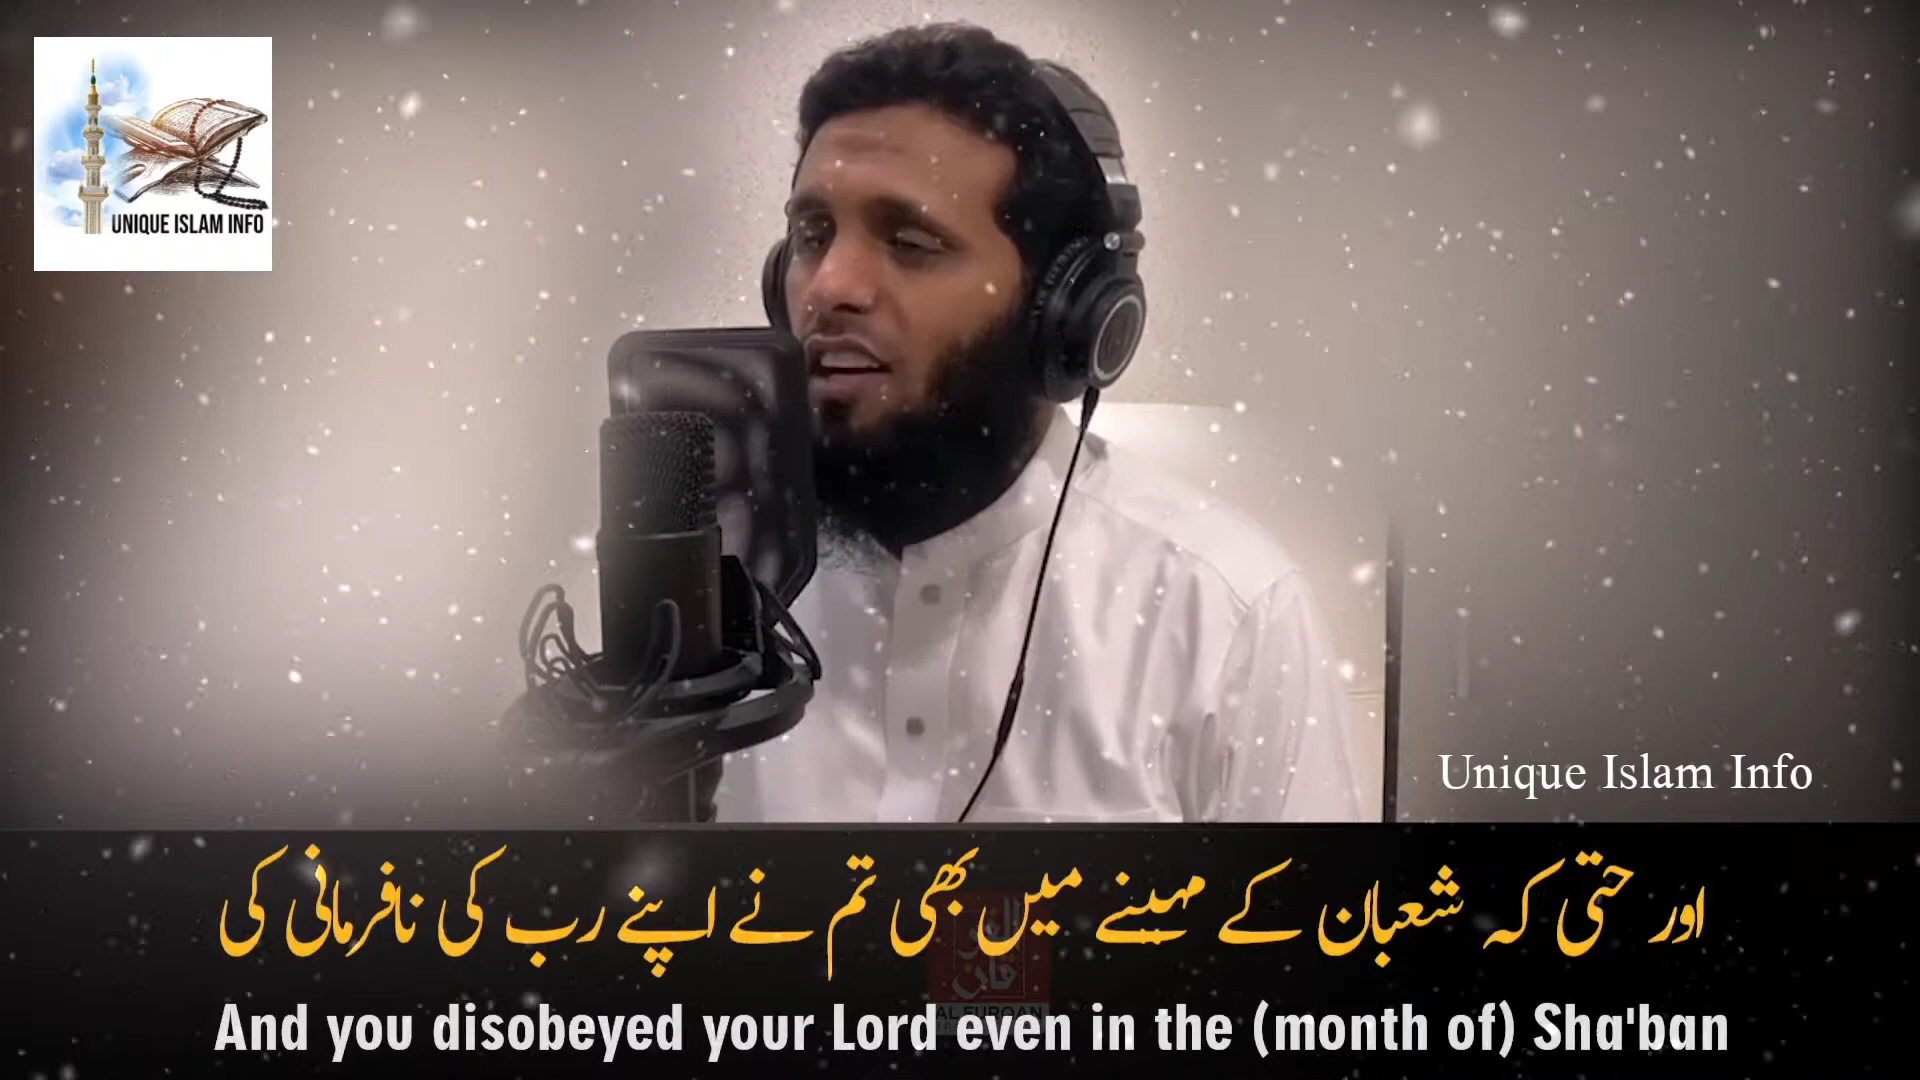 UNIQUE ISLAM INFO
Unique Islam Info
اور حتی کہ شعبان کے مہینے میں بھی تم نے اپنے رب کی نافرمانی کی
And you disobeyed your Lord even in the (month of) Sha'ban